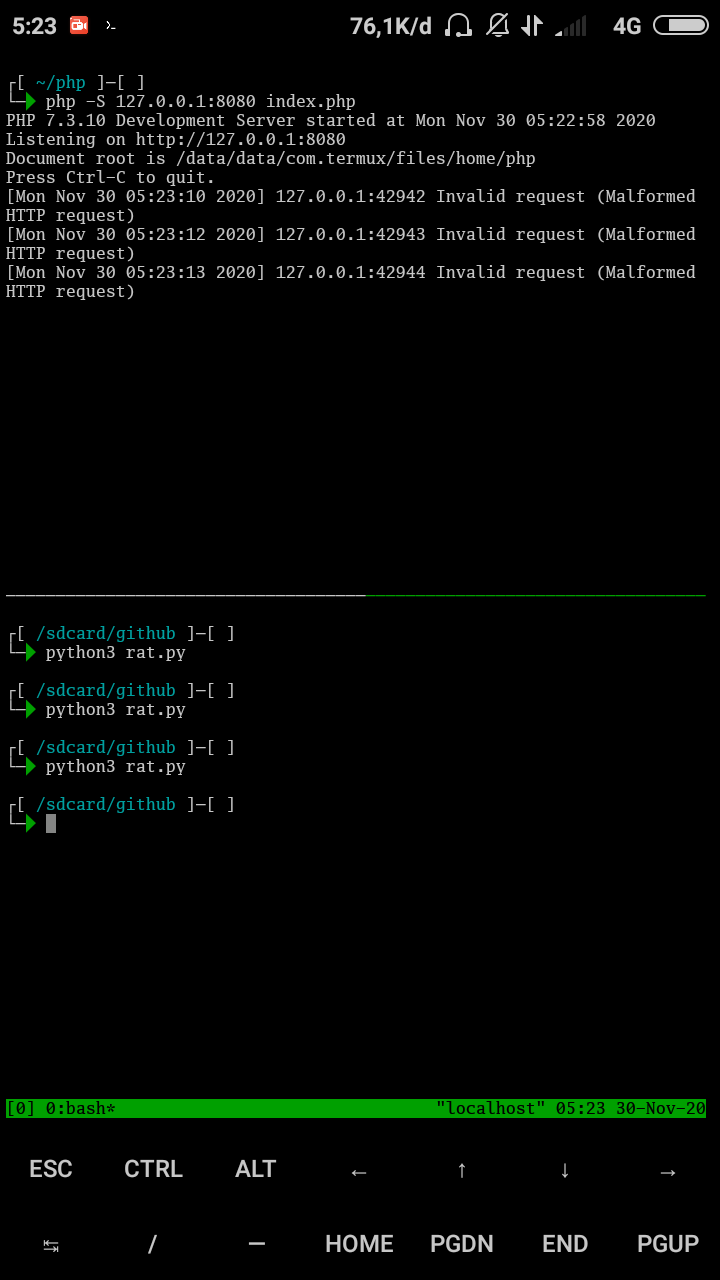 5:23 76,1K/d 4G
┌[ ~/php ]─[ ]
└─▶ php -S 127.0.0.1:8080 index.php
PHP 7.3.10 Development Server started at Mon Nov 30 05:22:58 2020
Listening on http://127.0.0.1:8080
Document root is /data/data/com.termux/files/home/php
Press Ctrl-C to quit.
[Mon Nov 30 05:23:10 2020] 127.0.0.1:42942 Invalid request (Malformed
HTTP request)
[Mon Nov 30 05:23:12 2020] 127.0.0.1:42943 Invalid request (Malformed
HTTP request)
[Mon Nov 30 05:23:13 2020] 127.0.0.1:42944 Invalid request (Malformed
HTTP request)
┌[ /sdcard/github ]─[ ]
└─▶ python3 rat.py
┌[ /sdcard/github ]─[ ]
└─▶ python3 rat.py
┌[ /sdcard/github ]─[ ]
└─▶ python3 rat.py
┌[ /sdcard/github ]─[ ]
└─▶
[0] 0:bash* "localhost" 05:23 30-Nov-20
ESC CTRL ALT ← ↑ ↓ →
↹ / — HOME PGDN END PGUP